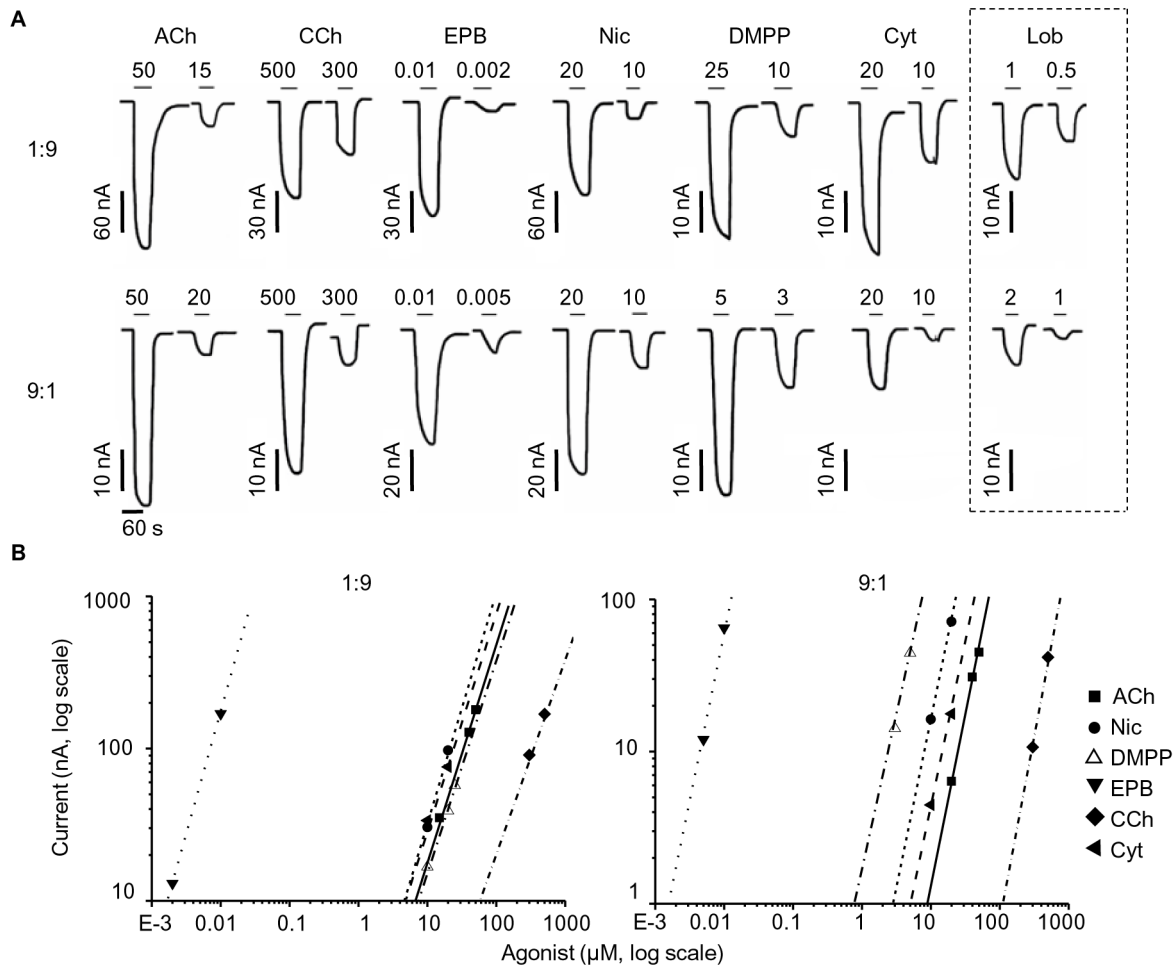 A
ACh CCh EPB Nic DMPP Cyt Lob
50 15 500 300 0.01 0.002 20 10 25 10 20 10 1 0.5
1:9
60 nA 30 nA 30 nA 60 nA 10 nA 10 nA 10 nA
50 20 500 300 0.01 0.005 20 10 5 3 20 10 2 1
9:1
10 nA 10 nA 20 nA 20 nA 10 nA 10 nA 10 nA
60 s
B
1:9 9:1
Current (nA, log scale)
1000
100
10
E-3 0.01 0.1 1 10 100 1000
100
10
1
E-3 0.01 0.1 1 10 100 1000
Agonist (µM, log scale)
ACh
Nic
DMPP
EPB
CCh
Cyt